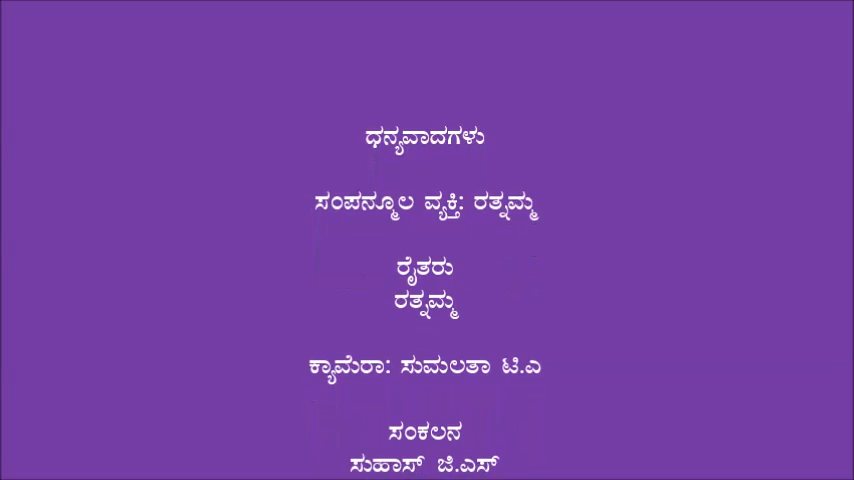 ಧನ್ಯವಾದಗಳು
ಸಂಪನ್ಮೂಲ ವ್ಯಕ್ತಿ: ರತ್ನಮ್ಮ
ರೈತರು
ರತ್ನಮ್ಮ
ಕ್ಯಾಮೆರಾ: ಸುಮಲತಾ ಟಿ.ಎ
ಸಂಕಲನ
ಸುಹಾಸ್ ಜಿ.ಎಸ್